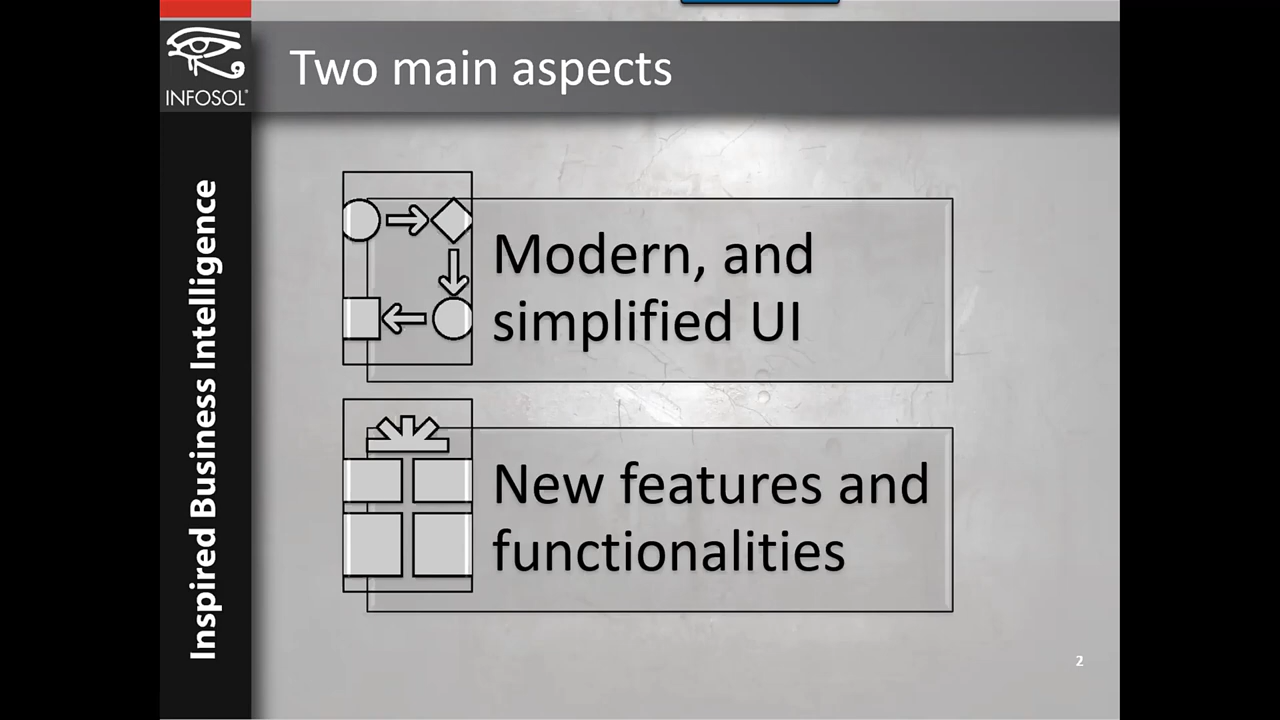 Two main aspects
INFOSOL®
Inspired Business Intelligence
Modern, and
simplified UI
New features and
functionalities
2